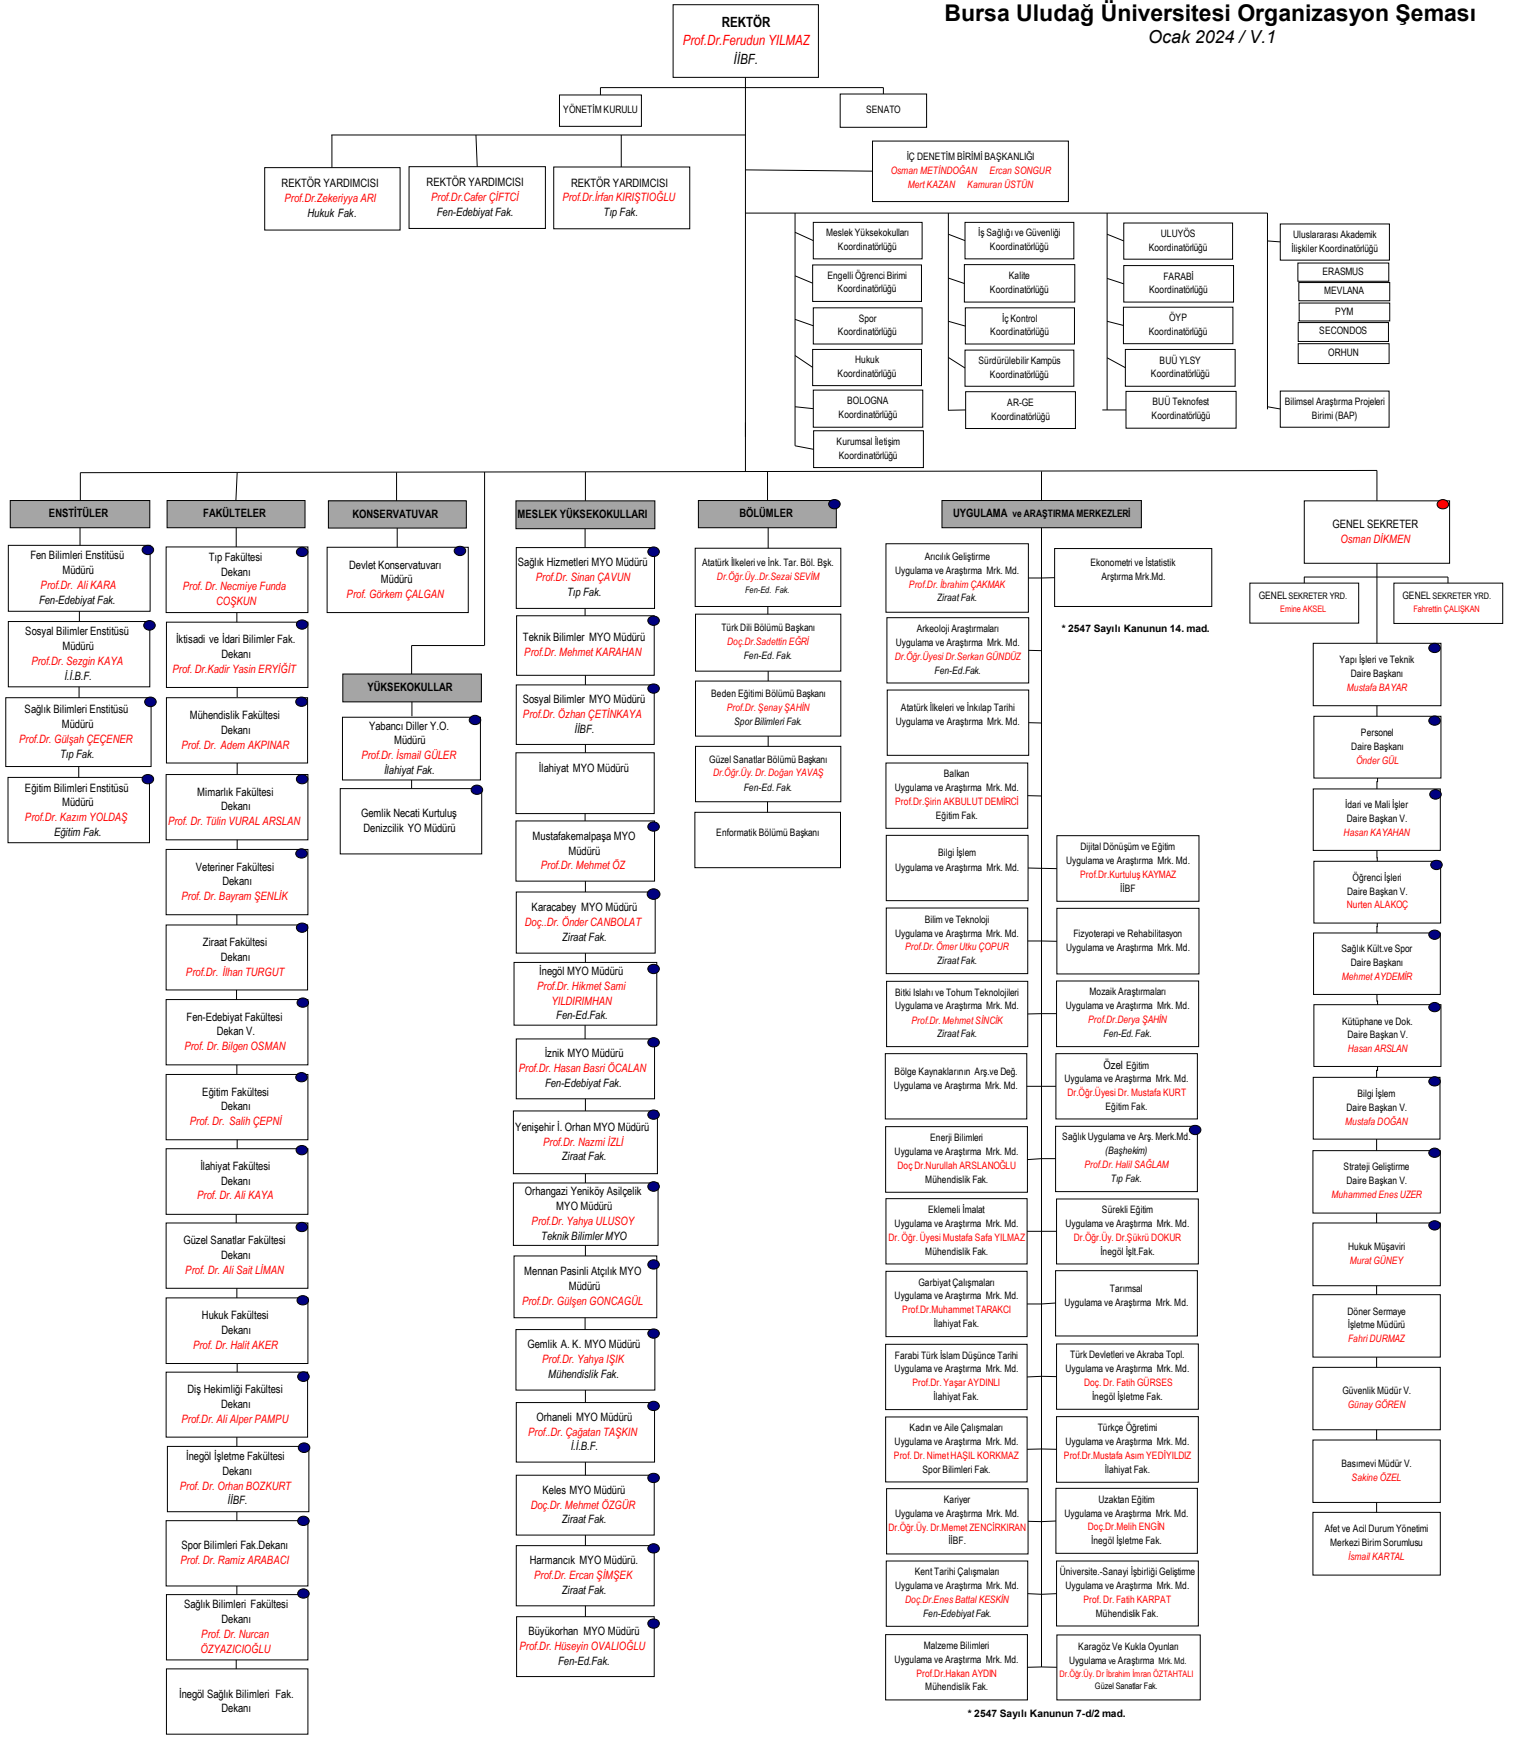 Bursa Uludağ Üniversitesi Organizasyon Şeması
Ocak 2024 / V.1
REKTÖR
Prof.Dr.Ferudun YILMAZ
İİBF.
YÖNETİM KURULU
SENATO
İÇ DENETİM BİRİMİ BAŞKANLIĞI
Osman METİNDOĞAN Ercan SONGUR
Mert KAZAN Kamuran ÜSTÜN
REKTÖR YARDIMCISI
Prof.Dr.Zekeriyya ARI
Hukuk Fak.
REKTÖR YARDIMCISI
Prof.Dr.Cafer ÇİFTCİ
Fen-Edebiyat Fak.
REKTÖR YARDIMCISI
Prof.Dr.İrfan KIRIŞTIOĞLU
Tıp Fak.
Meslek Yüksekokulları
Koordinatörlüğü
Engelli Öğrenci Birimi
Koordinatörlüğü
Spor
Koordinatörlüğü
Hukuk
Koordinatörlüğü
BOLOGNA
Koordinatörlüğü
Kurumsal İletişim
Koordinatörlüğü
İş Sağlığı ve Güvenliği
Koordinatörlüğü
Kalite
Koordinatörlüğü
İç Kontrol
Koordinatörlüğü
Sürdürülebilir Kampüs
Koordinatörlüğü
AR-GE
Koordinatörlüğü
ULUYÖS
Koordinatörlüğü
FARABİ
Koordinatörlüğü
ÖYP
Koordinatörlüğü
BUÜ YLSY
Koordinatörlüğü
BUÜ Teknofest
Koordinatörlüğü
Uluslararası Akademik
İlişkiler Koordinatörlüğü
ERASMUS
MEVLANA
PYM
SECONDOS
ORHUN
Bilimsel Araştırma Projeleri
Birimi (BAP)
ENSTİTÜLER
Fen Bilimleri Enstitüsü
Müdürü
Prof.Dr. Ali KARA
Fen-Edebiyat Fak.
Sosyal Bilimler Enstitüsü
Müdürü
Prof.Dr. Sezgin KAYA
İ.İ.B.F.
Sağlık Bilimleri Enstitüsü
Müdürü
Prof.Dr. Gülşah ÇEÇENER
Tıp Fak.
Eğitim Bilimleri Enstitüsü
Müdürü
Prof.Dr. Kazım YOLDAŞ
Eğitim Fak.
FAKÜLTELER
Tıp Fakültesi
Dekanı
Prof. Dr. Necmiye Funda
COŞKUN
İktisadi ve İdari Bilimler Fak.
Dekanı
Prof. Dr.Kadir Yasin ERYİĞİT
Mühendislik Fakültesi
Dekanı
Prof. Dr. Adem AKPINAR
Mimarlık Fakültesi
Dekanı
Prof. Dr. Tülin VURAL ARSLAN
Veteriner Fakültesi
Dekanı
Prof. Dr. Bayram ŞENLİK
Ziraat Fakültesi
Dekanı
Prof.Dr. İlhan TURGUT
Fen-Edebiyat Fakültesi
Dekan V.
Prof. Dr. Bilgen OSMAN
Eğitim Fakültesi
Dekanı
Prof. Dr. Salih ÇEPNİ
İlahiyat Fakültesi
Dekanı
Prof. Dr. Ali KAYA
Güzel Sanatlar Fakültesi
Dekanı
Prof. Dr. Ali Sait LİMAN
Hukuk Fakültesi
Dekanı
Prof. Dr. Halit AKER
Diş Hekimliği Fakültesi
Dekanı
Prof.Dr. Ali Alper PAMPU
İnegöl İşletme Fakültesi
Dekanı
Prof. Dr. Orhan BOZKURT
İİBF.
Spor Bilimleri Fak.Dekanı
Prof. Dr. Ramiz ARABACI
Sağlık Bilimleri Fakültesi
Dekanı
Prof. Dr. Nurcan
ÖZYAZICIOĞLU
İnegöl Sağlık Bilimleri Fak.
Dekanı
KONSERVATUVAR
Devlet Konservatuvarı
Müdürü
Prof. Görkem ÇALGAN
YÜKSEKOKULLAR
Yabancı Diller Y.O.
Müdürü
Prof.Dr. İsmail GÜLER
İlahiyat Fak.
Gemlik Necati Kurtuluş
Denizcilik YO Müdürü
MESLEK YÜKSEKOKULLARI
Sağlık Hizmetleri MYO Müdürü
Prof.Dr. Sinan ÇAVUN
Tıp Fak.
Teknik Bilimler MYO Müdürü
Prof.Dr. Mehmet KARAHAN
Sosyal Bilimler MYO Müdürü
Prof.Dr. Özhan ÇETİNKAYA
İİBF.
İlahiyat MYO Müdürü
Mustafakemalpaşa MYO
Müdürü
Prof.Dr. Mehmet ÖZ
Karacabey MYO Müdürü
Doç..Dr. Önder CANBOLAT
Ziraat Fak.
İnegöl MYO Müdürü
Prof.Dr. Hikmet Sami
YILDIRIMHAN
Fen-Ed.Fak.
İznik MYO Müdürü
Prof.Dr. Hasan Basri ÖCALAN
Fen-Edebiyat Fak.
Yenişehir İ. Orhan MYO Müdürü
Prof.Dr. Nazmi İZLİ
Ziraat Fak.
Orhangazi Yeniköy Asilçelik
MYO Müdürü
Prof.Dr. Yahya ULUSOY
Teknik Bilimler MYO
Mennan Pasinli Atçılık MYO
Müdürü
Prof.Dr. Gülşen GONCAGÜL
Gemlik A. K. MYO Müdürü
Prof.Dr. Yahya IŞIK
Mühendislik Fak.
Orhaneli MYO Müdürü
Prof..Dr. Çağatan TAŞKIN
İ.İ.B.F.
Keles MYO Müdürü
Doç.Dr. Mehmet ÖZGÜR
Ziraat Fak.
Harmancık MYO Müdürü.
Prof.Dr. Ercan ŞİMŞEK
Ziraat Fak.
Büyükorhan MYO Müdürü
Prof.Dr. Hüseyin OVALIOĞLU
Fen-Ed.Fak.
BÖLÜMLER
Atatürk İlkeleri ve İnk. Tar. Böl. Bşk.
Dr.Öğr.Üy..Dr.Sezai SEVİM
Fen-Ed. Fak.
Türk Dili Bölümü Başkanı
Doç.Dr.Sadettin EĞRİ
Fen-Ed. Fak.
Beden Eğitimi Bölümü Başkanı
Prof.Dr. Şenay ŞAHİN
Spor Bilimleri Fak.
Güzel Sanatlar Bölümü Başkanı
Dr.Öğr.Üy. Dr. Doğan YAVAŞ
Fen-Ed. Fak.
Enformatik Bölümü Başkanı
UYGULAMA ve ARAŞTIRMA MERKEZLERİ
Arıcılık Geliştirme
Uygulama ve Araştırma Mrk. Md.
Prof.Dr. İbrahim ÇAKMAK
Ziraat Fak.
Ekonometri ve İstatistik
Arştırma Mrk.Md.
* 2547 Sayılı Kanunun 14. mad.
Arkeoloji Araştırmaları
Uygulama ve Araştırma Mrk. Md.
Dr.Öğr.Üyesi Dr.Serkan GÜNDÜZ
Fen-Ed.Fak.
Atatürk İlkeleri ve İnkılap Tarihi
Uygulama ve Araştırma Mrk. Md.
Balkan
Uygulama ve Araştırma Mrk. Md.
Prof.Dr.Şirin AKBULUT DEMİRCİ
Eğitim Fak.
Bilgi İşlem
Uygulama ve Araştırma Mrk. Md.
Dijital Dönüşüm ve Eğitim
Uygulama ve Araştırma Mrk. Md.
Prof.Dr.Kurtuluş KAYMAZ
İİBF
Bilim ve Teknoloji
Uygulama ve Araştırma Mrk. Md.
Prof.Dr. Ömer Utku ÇOPUR
Ziraat Fak.
Fizyoterapi ve Rehabilitasyon
Uygulama ve Araştırma Mrk. Md.
Bitki Islahı ve Tohum Teknolojileri
Uygulama ve Araştırma Mrk. Md.
Prof.Dr. Mehmet SİNCİK
Ziraat Fak.
Mozaik Araştırmaları
Uygulama ve Araştırma Mrk. Md.
Prof.Dr.Derya ŞAHİN
Fen-Ed. Fak.
Bölge Kaynaklarının Arş.ve Değ.
Uygulama ve Araştırma Mrk. Md.
Özel Eğitim
Uygulama ve Araştırma Mrk. Md.
Dr.Öğr.Üyesi Dr. Mustafa KURT
Eğitim Fak.
Enerji Bilimleri
Uygulama ve Araştırma Mrk. Md.
Doç Dr.Nurullah ARSLANOĞLU
Mühendislik Fak.
Sağlık Uygulama ve Arş. Merk.Md.
(Başhekim)
Prof.Dr. Halil SAĞLAM
Tıp Fak.
Eklemeli İmalat
Uygulama ve Araştırma Mrk. Md.
Dr. Öğr. Üyesi Mustafa Safa YILMAZ
Mühendislik Fak.
Sürekli Eğitim
Uygulama ve Araştırma Mrk. Md.
Dr.Öğr.Üy. Dr.Şükrü DOKUR
İnegöl İşlt.Fak.
Garbiyat Çalışmaları
Uygulama ve Araştırma Mrk. Md.
Prof.Dr.Muhammet TARAKCI
İlahiyat Fak.
Tarımsal
Uygulama ve Araştırma Mrk. Md.
Farabi Türk İslam Düşünce Tarihi
Uygulama ve Araştırma Mrk. Md.
Prof.Dr. Yaşar AYDINLI
İlahiyat Fak.
Türk Devletleri ve Akraba Topl.
Uygulama ve Araştırma Mrk. Md.
Doç. Dr. Fatih GÜRSES
İnegöl İşletme Fak.
Kadın ve Aile Çalışmaları
Uygulama ve Araştırma Mrk. Md.
Prof. Dr. Nimet HAŞIL KORKMAZ
Spor Bilimleri Fak.
Türkçe Öğretimi
Uygulama ve Araştırma Mrk. Md.
Prof.Dr.Mustafa Asım YEDİYILDIZ
İlahiyat Fak.
Kariyer
Uygulama ve Araştırma Mrk. Md.
Dr.Öğr.Üy. Dr.Memet ZENCİRKIRAN
İİBF.
Uzaktan Eğitim
Uygulama ve Araştırma Mrk. Md.
Doç.Dr.Melih ENGİN
İnegöl İşletme Fak.
Kent Tarihi Çalışmaları
Uygulama ve Araştırma Mrk. Md.
Doç.Dr.Enes Battal KESKİN
Fen-Edebiyat Fak.
Üniversite.-Sanayi İşbirliği Geliştirme
Uygulama ve Araştırma Mrk. Md.
Prof. Dr. Fatih KARPAT
Mühendislik Fak.
Malzeme Bilimleri
Uygulama ve Araştırma Mrk. Md.
Prof.Dr.Hakan AYDIN
Mühendislik Fak.
Karagöz Ve Kukla Oyunları
Uygulama ve Araştırma Mrk. Md.
Dr.Öğr.Üy. Dr İbrahim İmran ÖZTAHTALI
Güzel Sanatlar Fak.
* 2547 Sayılı Kanunun 7-d/2 mad.
GENEL SEKRETER
Osman DİKMEN
GENEL SEKRETER YRD.
Emine AKSEL
GENEL SEKRETER YRD.
Fahrettin ÇALIŞKAN
Yapı İşleri ve Teknik
Daire Başkanı
Mustafa BAYAR
Personel
Daire Başkanı
Önder GÜL
İdari ve Mali İşler
Daire Başkan V.
Hasan KAYAHAN
Öğrenci İşleri
Daire Başkan V.
Nurten ALAKOÇ
Sağlık Kült.ve Spor
Daire Başkanı
Mehmet AYDEMİR
Kütüphane ve Dok.
Daire Başkan V.
Hasan ARSLAN
Bilgi İşlem
Daire Başkan V.
Mustafa DOĞAN
Strateji Geliştirme
Daire Başkan V.
Muhammed Enes UZER
Hukuk Müşaviri
Murat GÜNEY
Döner Sermaye
İşletme Müdürü
Fahri DURMAZ
Güvenlik Müdür V.
Günay GÖREN
Basımevi Müdür V.
Sakine ÖZEL
Afet ve Acil Durum Yönetimi
Merkezi Birim Sorumlusu
İsmail KARTAL